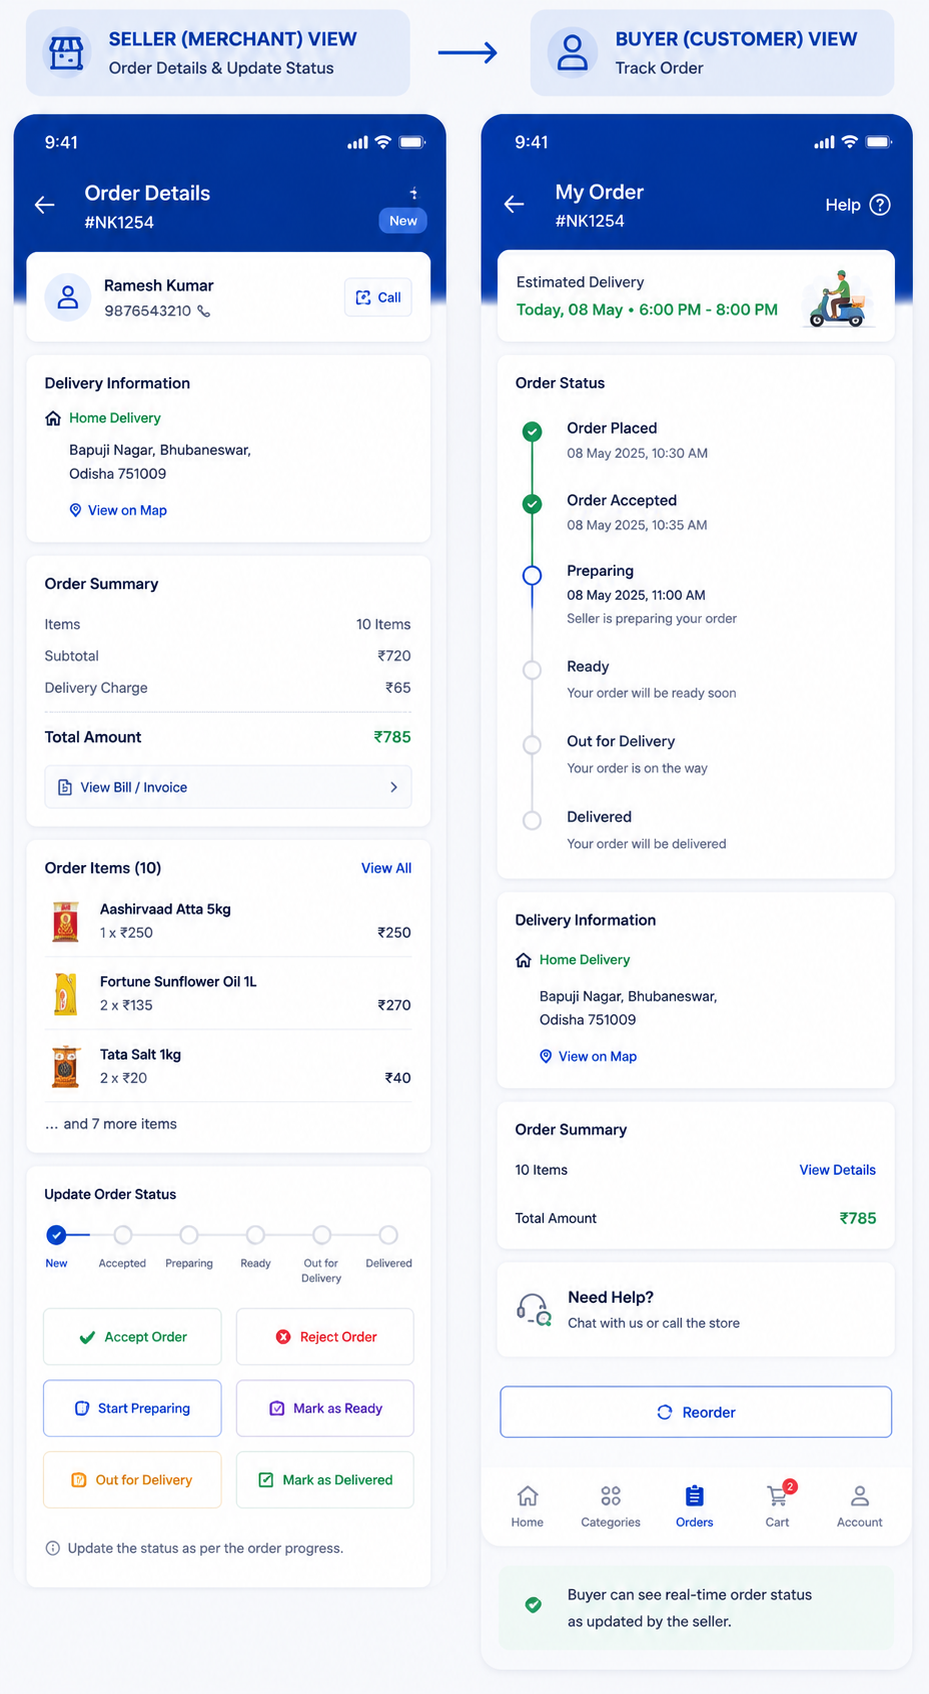 SELLER (MERCHANT) VIEW
Order Details & Update Status
BUYER (CUSTOMER) VIEW
Track Order
9:41
Order Details
#NK1254
New
Ramesh Kumar
9876543210
Call
Delivery Information
Home Delivery
Bapuji Nagar, Bhubaneswar,
Odisha 751009
View on Map
Order Summary
Items 10 Items
Subtotal ₹720
Delivery Charge ₹65
Total Amount ₹785
View Bill / Invoice
Order Items (10) View All
Aashirvaad Atta 5kg
1 x ₹250 ₹250
Fortune Sunflower Oil 1L
2 x ₹135 ₹270
Tata Salt 1kg
2 x ₹20 ₹40
... and 7 more items
Update Order Status
New Accepted Preparing Ready Out for Delivered
Delivery
Accept Order Reject Order
Start Preparing Mark as Ready
Out for Delivery Mark as Delivered
Update the status as per the order progress.
9:41
My Order
#NK1254
Help ?
Estimated Delivery
Today, 08 May • 6:00 PM - 8:00 PM
Order Status
Order Placed
08 May 2025, 10:30 AM
Order Accepted
08 May 2025, 10:35 AM
Preparing
08 May 2025, 11:00 AM
Seller is preparing your order
Ready
Your order will be ready soon
Out for Delivery
Your order is on the way
Delivered
Your order will be delivered
Delivery Information
Home Delivery
Bapuji Nagar, Bhubaneswar,
Odisha 751009
View on Map
Order Summary
10 Items View Details
Total Amount ₹785
Need Help?
Chat with us or call the store
Reorder
2
Home Categories Orders Cart Account
Buyer can see real-time order status
as updated by the seller.